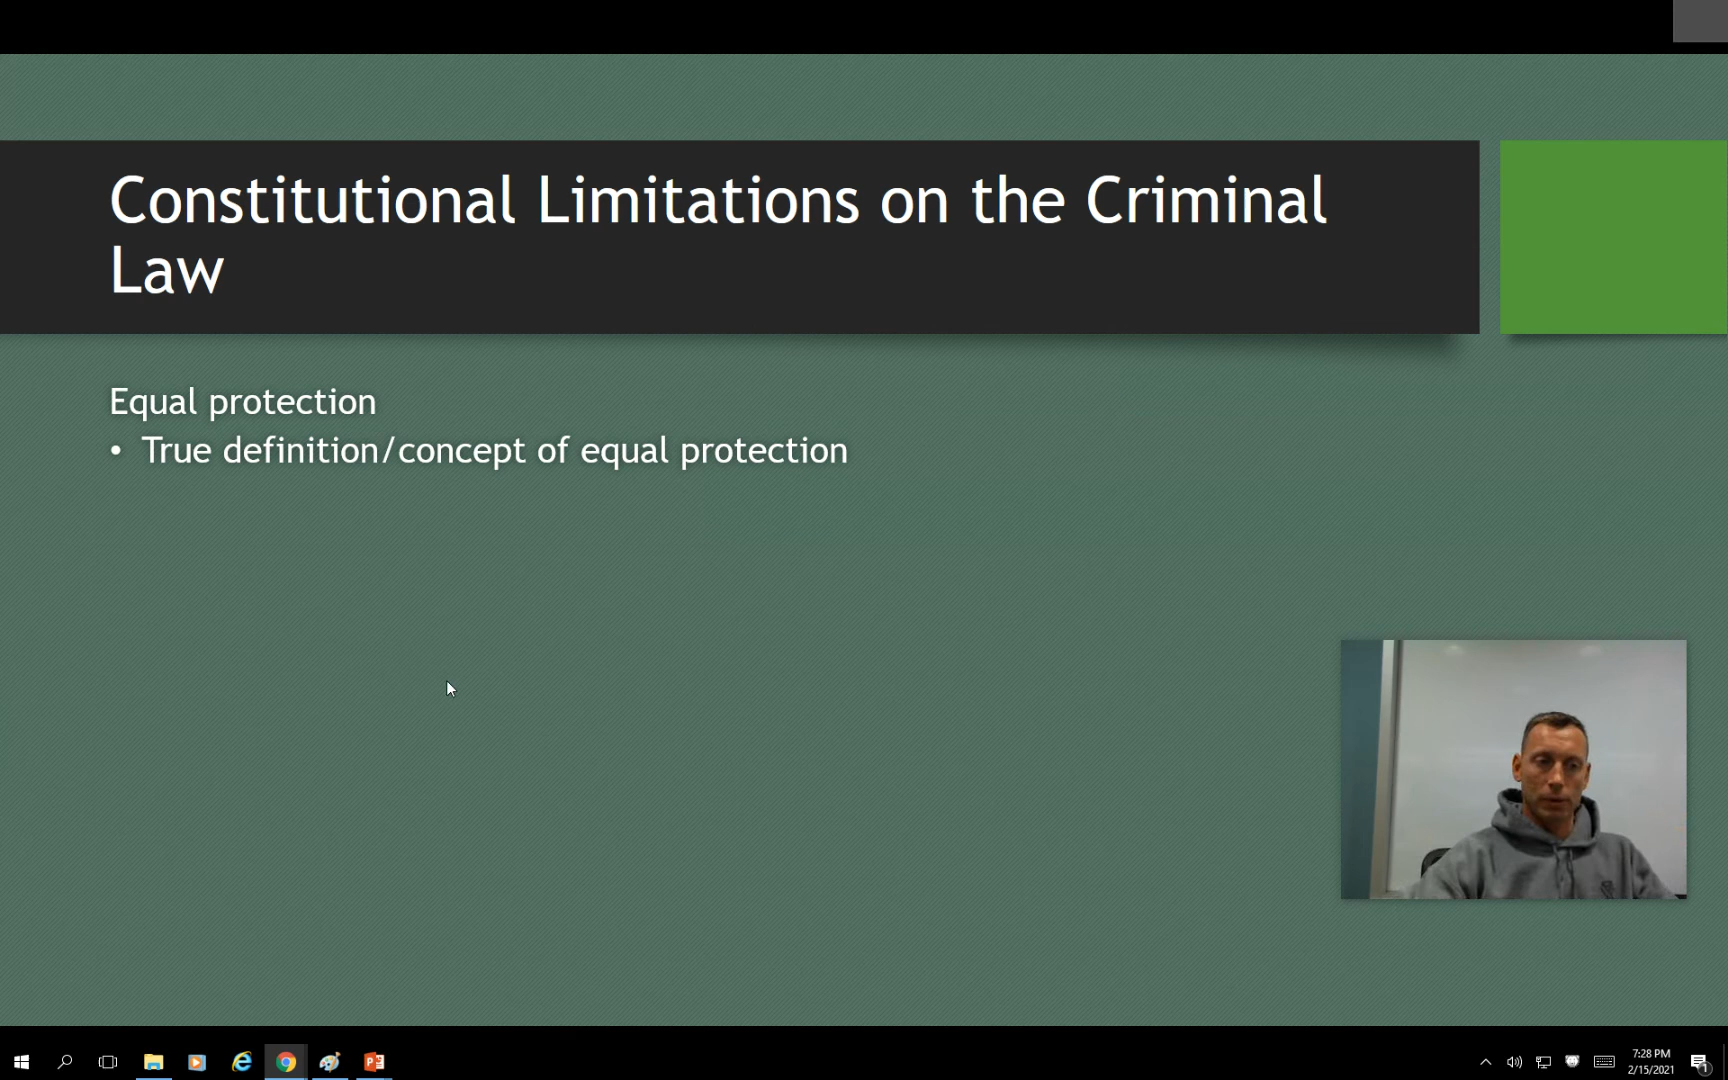 Constitutional Limitations on the Criminal
Law
Equal protection
• True definition/concept of equal protection
7:28 PM
2/15/2021
1